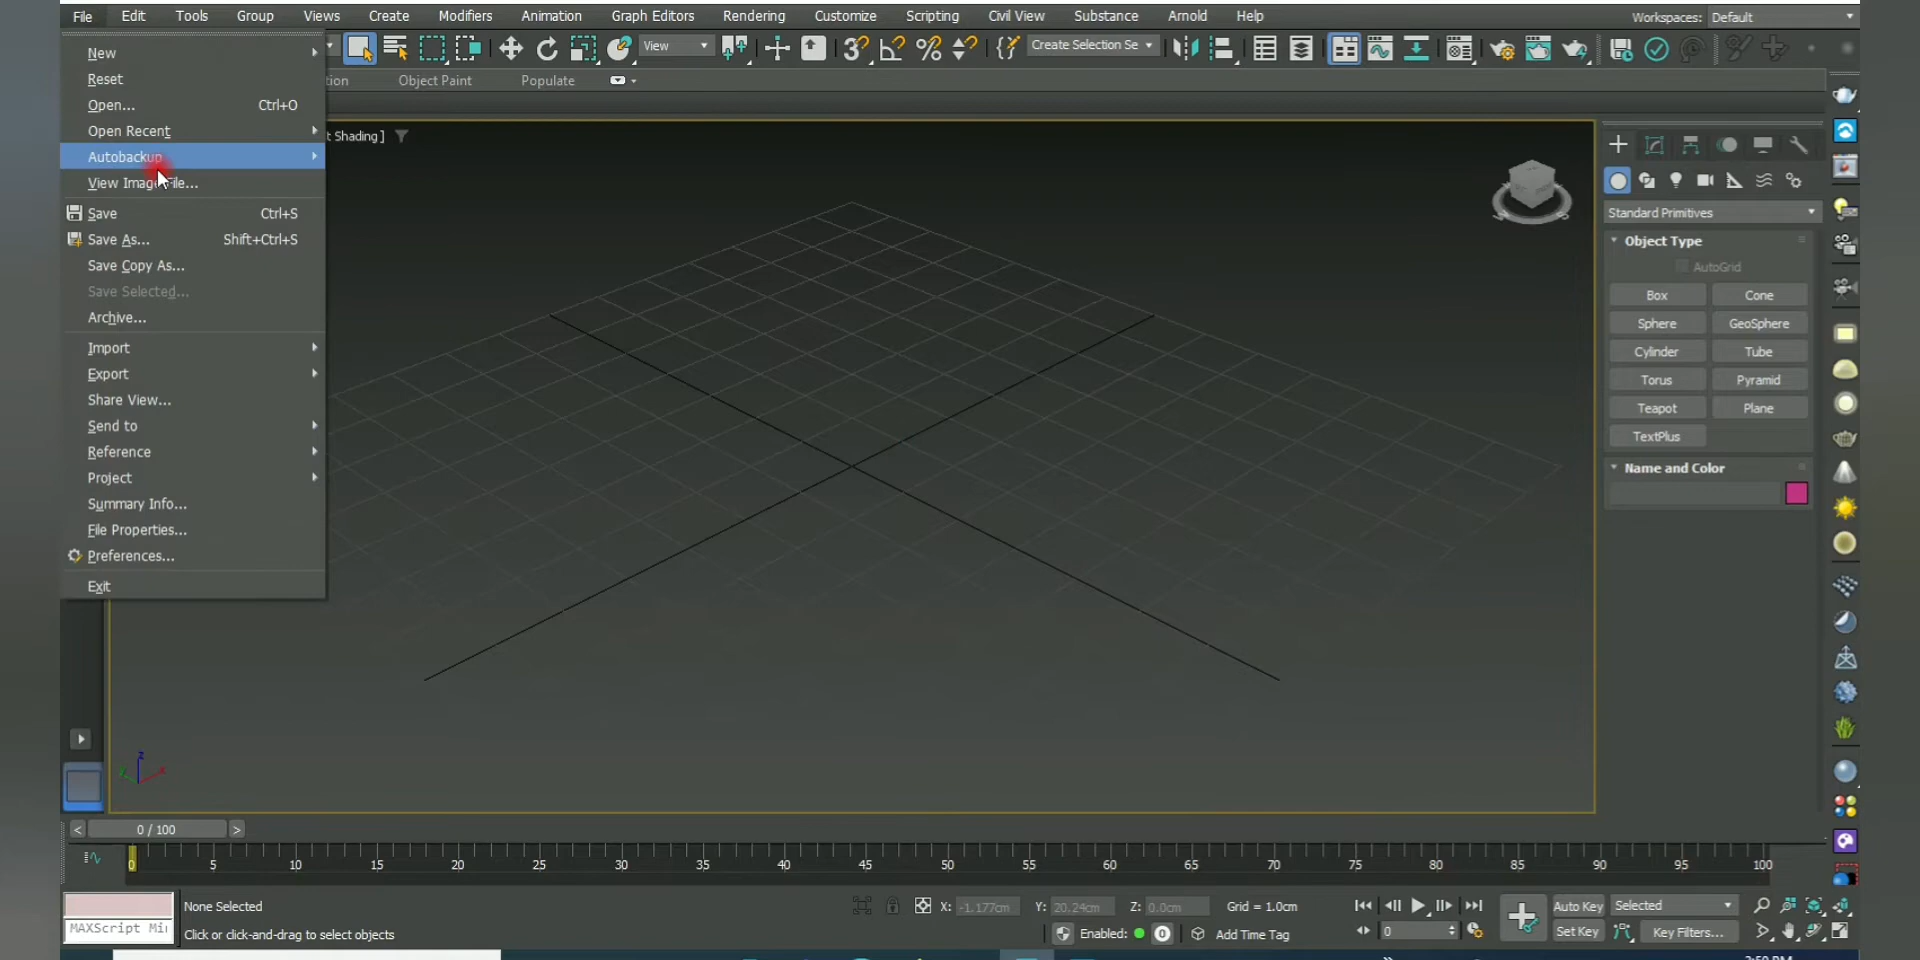 File Edit Tools Group Views Create Modifiers Animation Graph Editors Rendering Customize Scripting Civil View Substance Arnold Help Workspaces: Default
View Create Selection Se
Object Paint Populate
New
Reset
Open... Ctrl+O
Open Recent
Autobackup
View Image File...
Save Ctrl+S
Save As... Shift+Ctrl+S
Save Copy As...
Save Selected...
Archive...
Import
Export
Share View...
Send to
Reference
Project
Summary Info...
File Properties...
Preferences...
Exit
t Shading ]
Standard Primitives
Object Type
AutoGrid
Box Cone
Sphere GeoSphere
Cylinder Tube
Torus Pyramid
Teapot Plane
TextPlus
Name and Color
z
x
< 0 / 100 >
0 5 10 15 20 25 30 35 40 45 50 55 60 65 70 75 80 85 90 95 100
None Selected X: -1.177cm Y: 20.24cm Z: 0.0cm Grid = 1.0cm Auto Key Selected
MAXScript Mi Click or click-and-drag to select objects Enabled: 0 Add Time Tag 0 Set Key Key Filters...